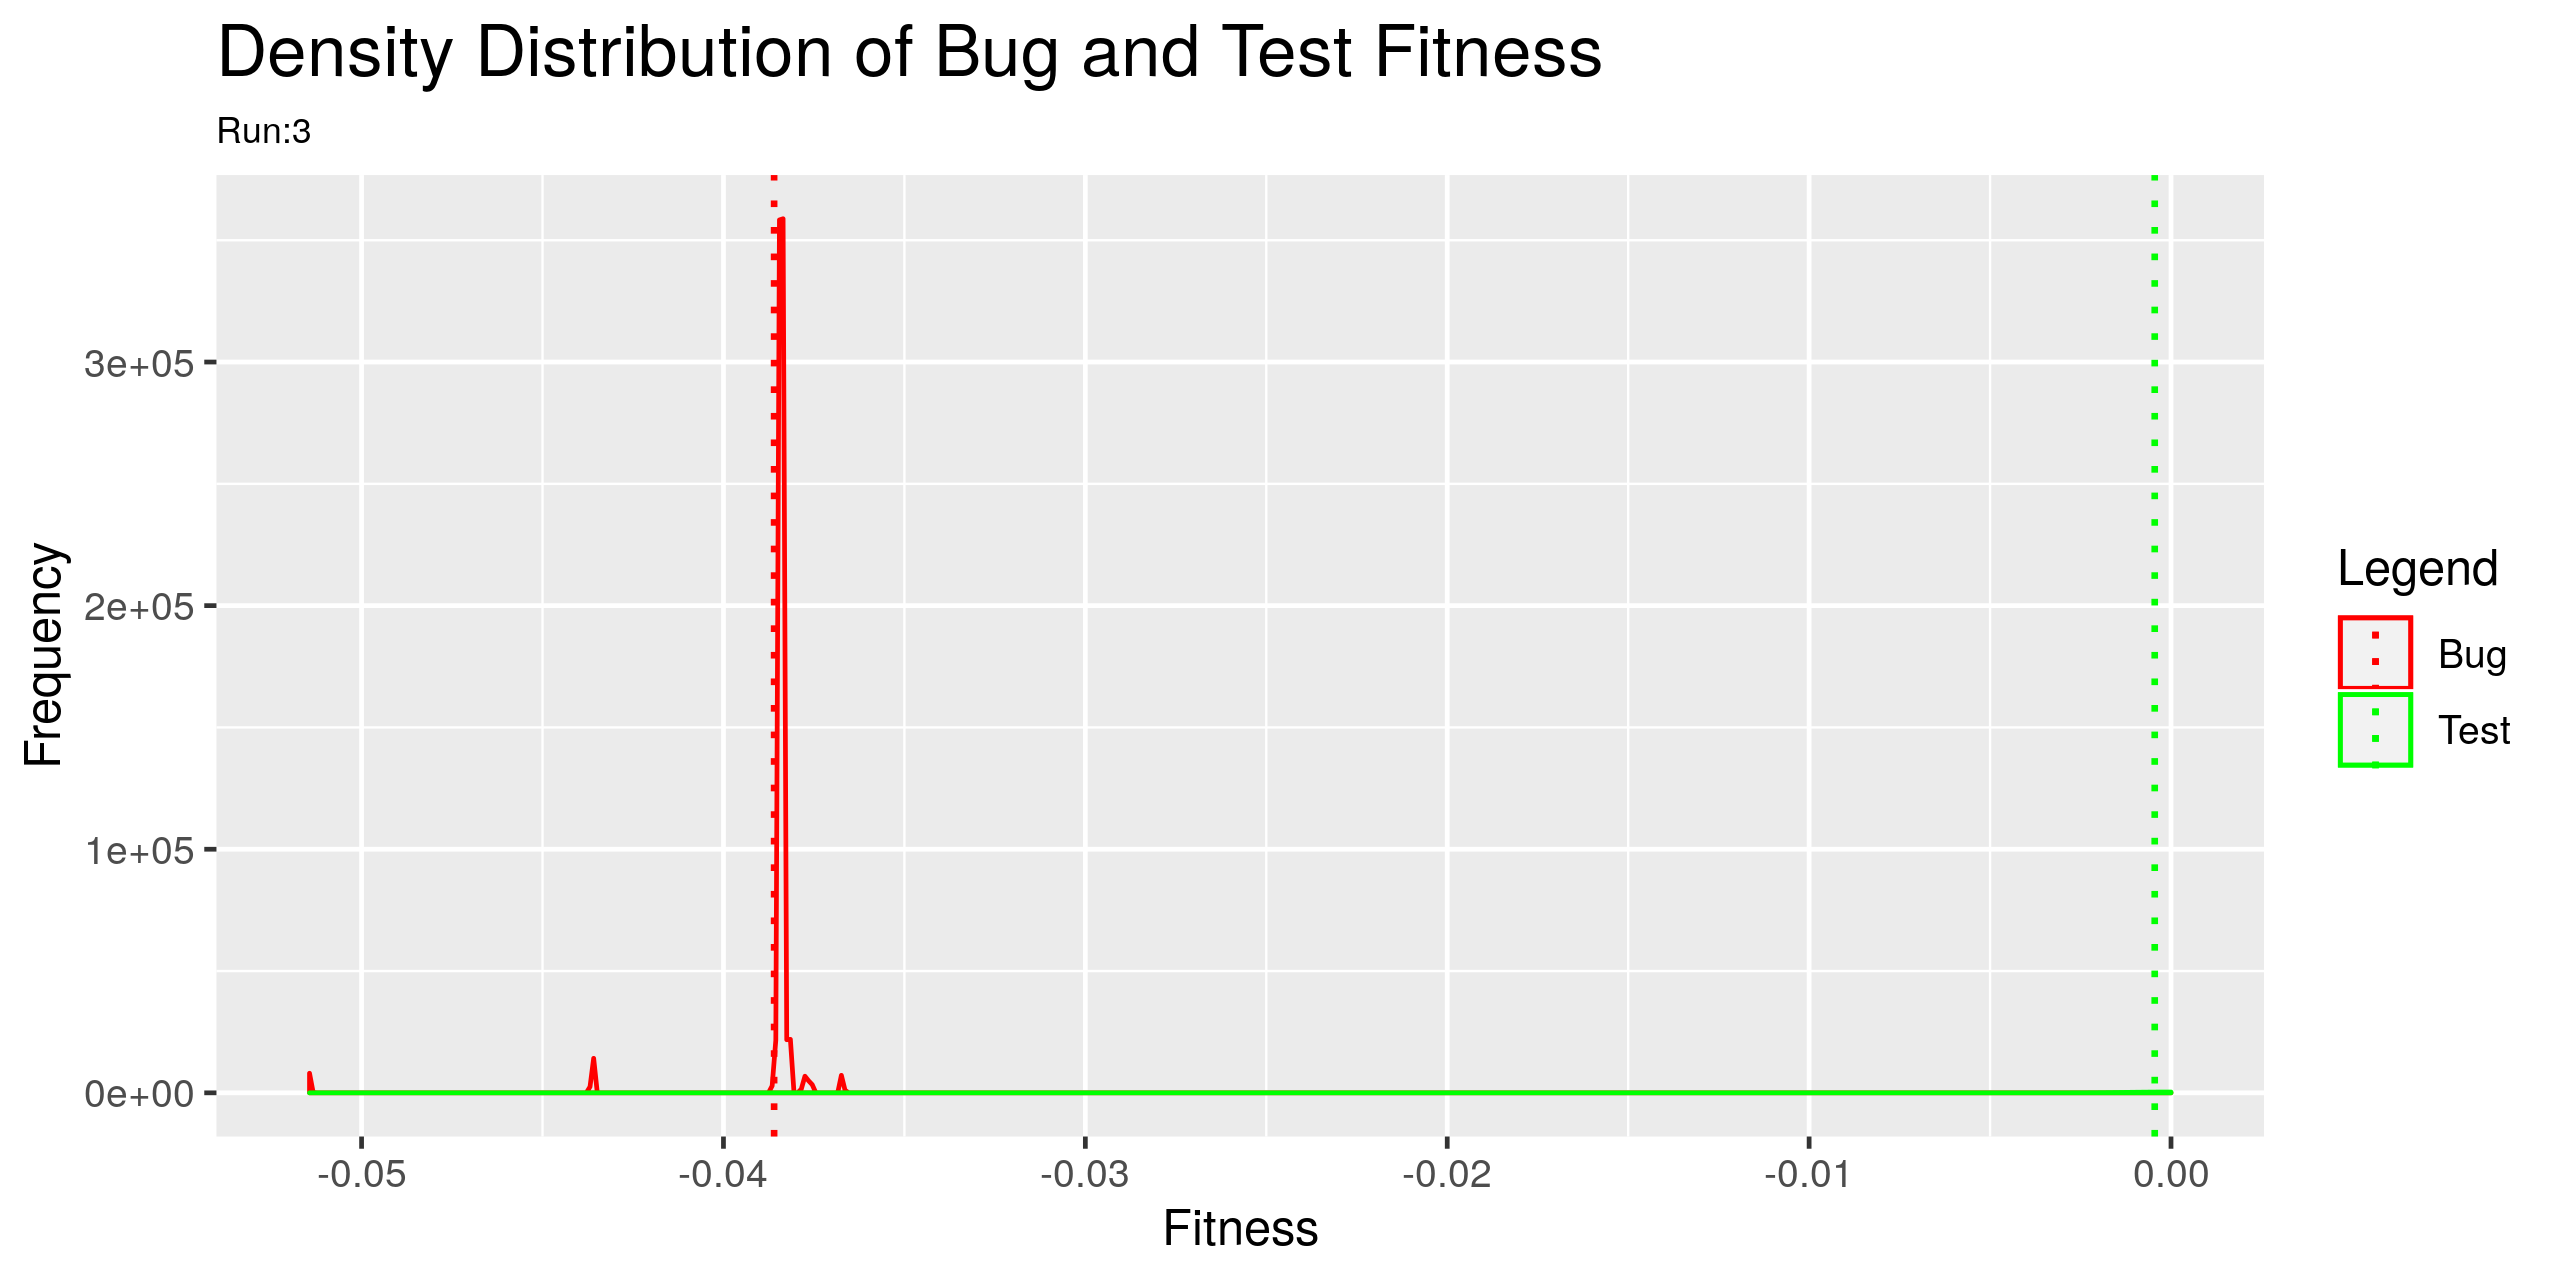 Density Distribution of Bug and Test Fitness
Run:3
Frequency
3e+05
2e+05
1e+05
0e+00
-0.05
-0.04
-0.03
-0.02
-0.01
0.00
Fitness
Legend
Bug
Test